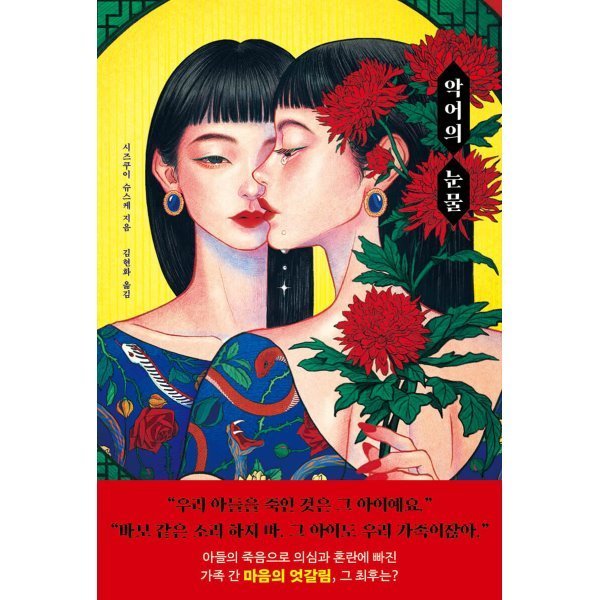 악어의 눈물
시즈쿠이 슈스케 지음
김현화 옮김
“우리 아들을 죽인 것은 그 아이예요.”
“바보 같은 소리 하지 마. 그 아이도 우리 가족이잖아.”
아들의 죽음으로 의심과 혼란에 빠진
가족 간 마음의 엇갈림, 그 최후는?